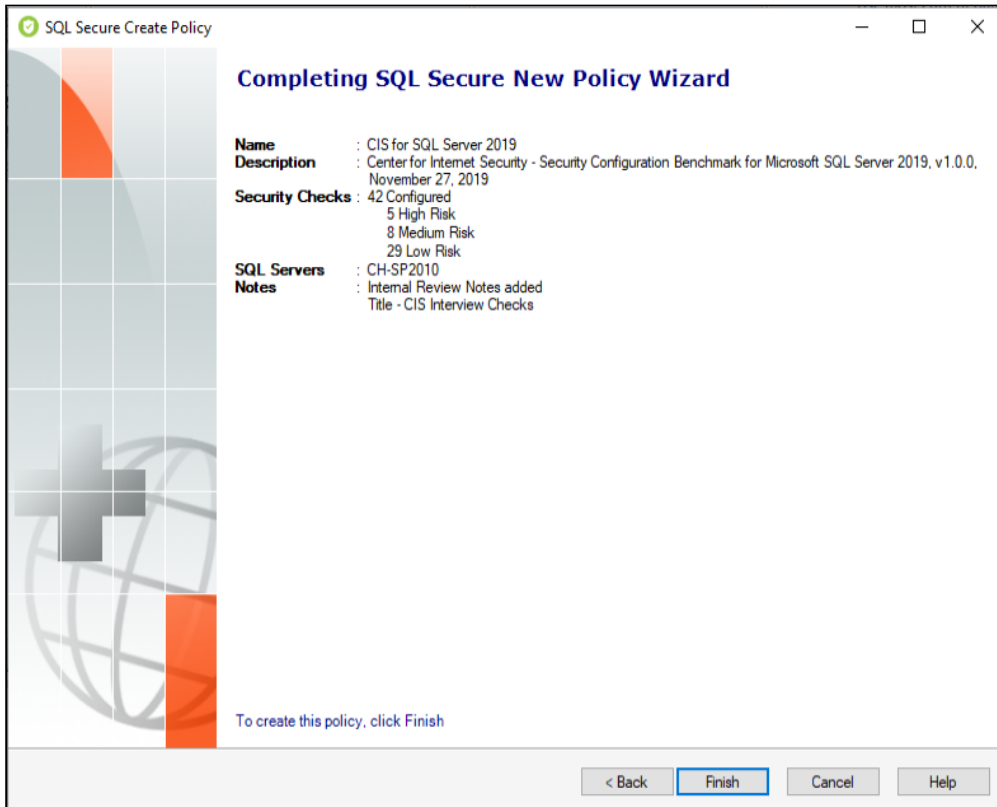 SQL Secure Create Policy
Completing SQL Secure New Policy Wizard
Name : CIS for SQL Server 2019
Description : Center for Internet Security - Security Configuration Benchmark for Microsoft SQL Server 2019, v1.0.0,
November 27, 2019
Security Checks : 42 Configured
5 High Risk
8 Medium Risk
29 Low Risk
SQL Servers : CH-SP2010
Notes : Internal Review Notes added
Title - CIS Interview Checks
To create this policy, click Finish
< Back Finish Cancel Help